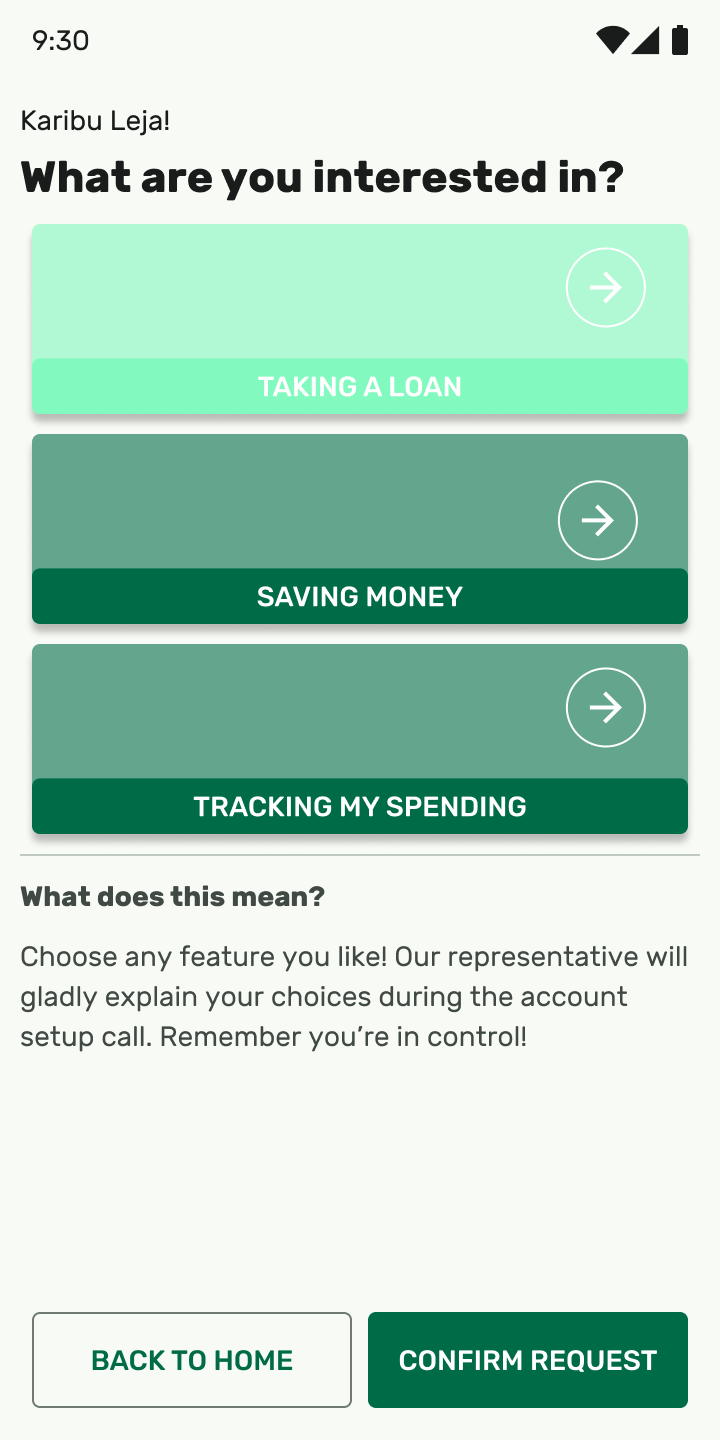 9:30
Karibu Leja!
What are you interested in?
TAKING A LOAN
SAVING MONEY
TRACKING MY SPENDING
What does this mean?
Choose any feature you like! Our representative will
gladly explain your choices during the account
setup call. Remember you’re in control!
BACK TO HOME
CONFIRM REQUEST